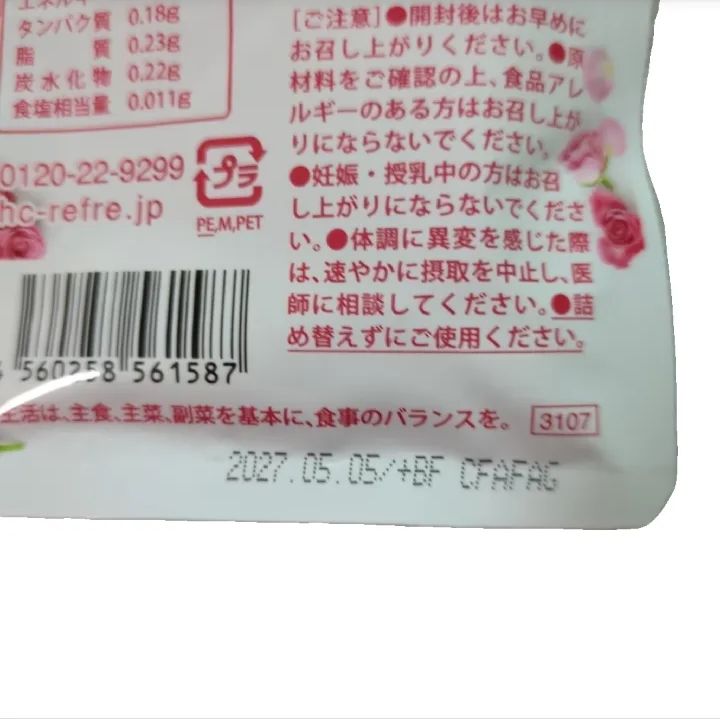 タンパク質 0.18g
脂質 0.23g
炭水化物 0.22g
食塩相当量 0.011g
0120-22-9299
hc-refre.jp
プラ
PE,M,PET
560258 561587
[ご注意]●開封後はお早めに
お召し上がりください。●原
材料をご確認の上、食品アレ
ルギーのある方はお召し上が
りにならないでください。
●妊娠・授乳中の方はお召
し上がりにならないでくださ
い。●体調に異変を感じた際
は、速やかに摂取を中止し、医
師に相談してください。●詰
め替えずにご使用ください。
生活は、主食、主菜、副菜を基本に、食事のバランスを。
3107
2027.05.05/+BF CFAFAG